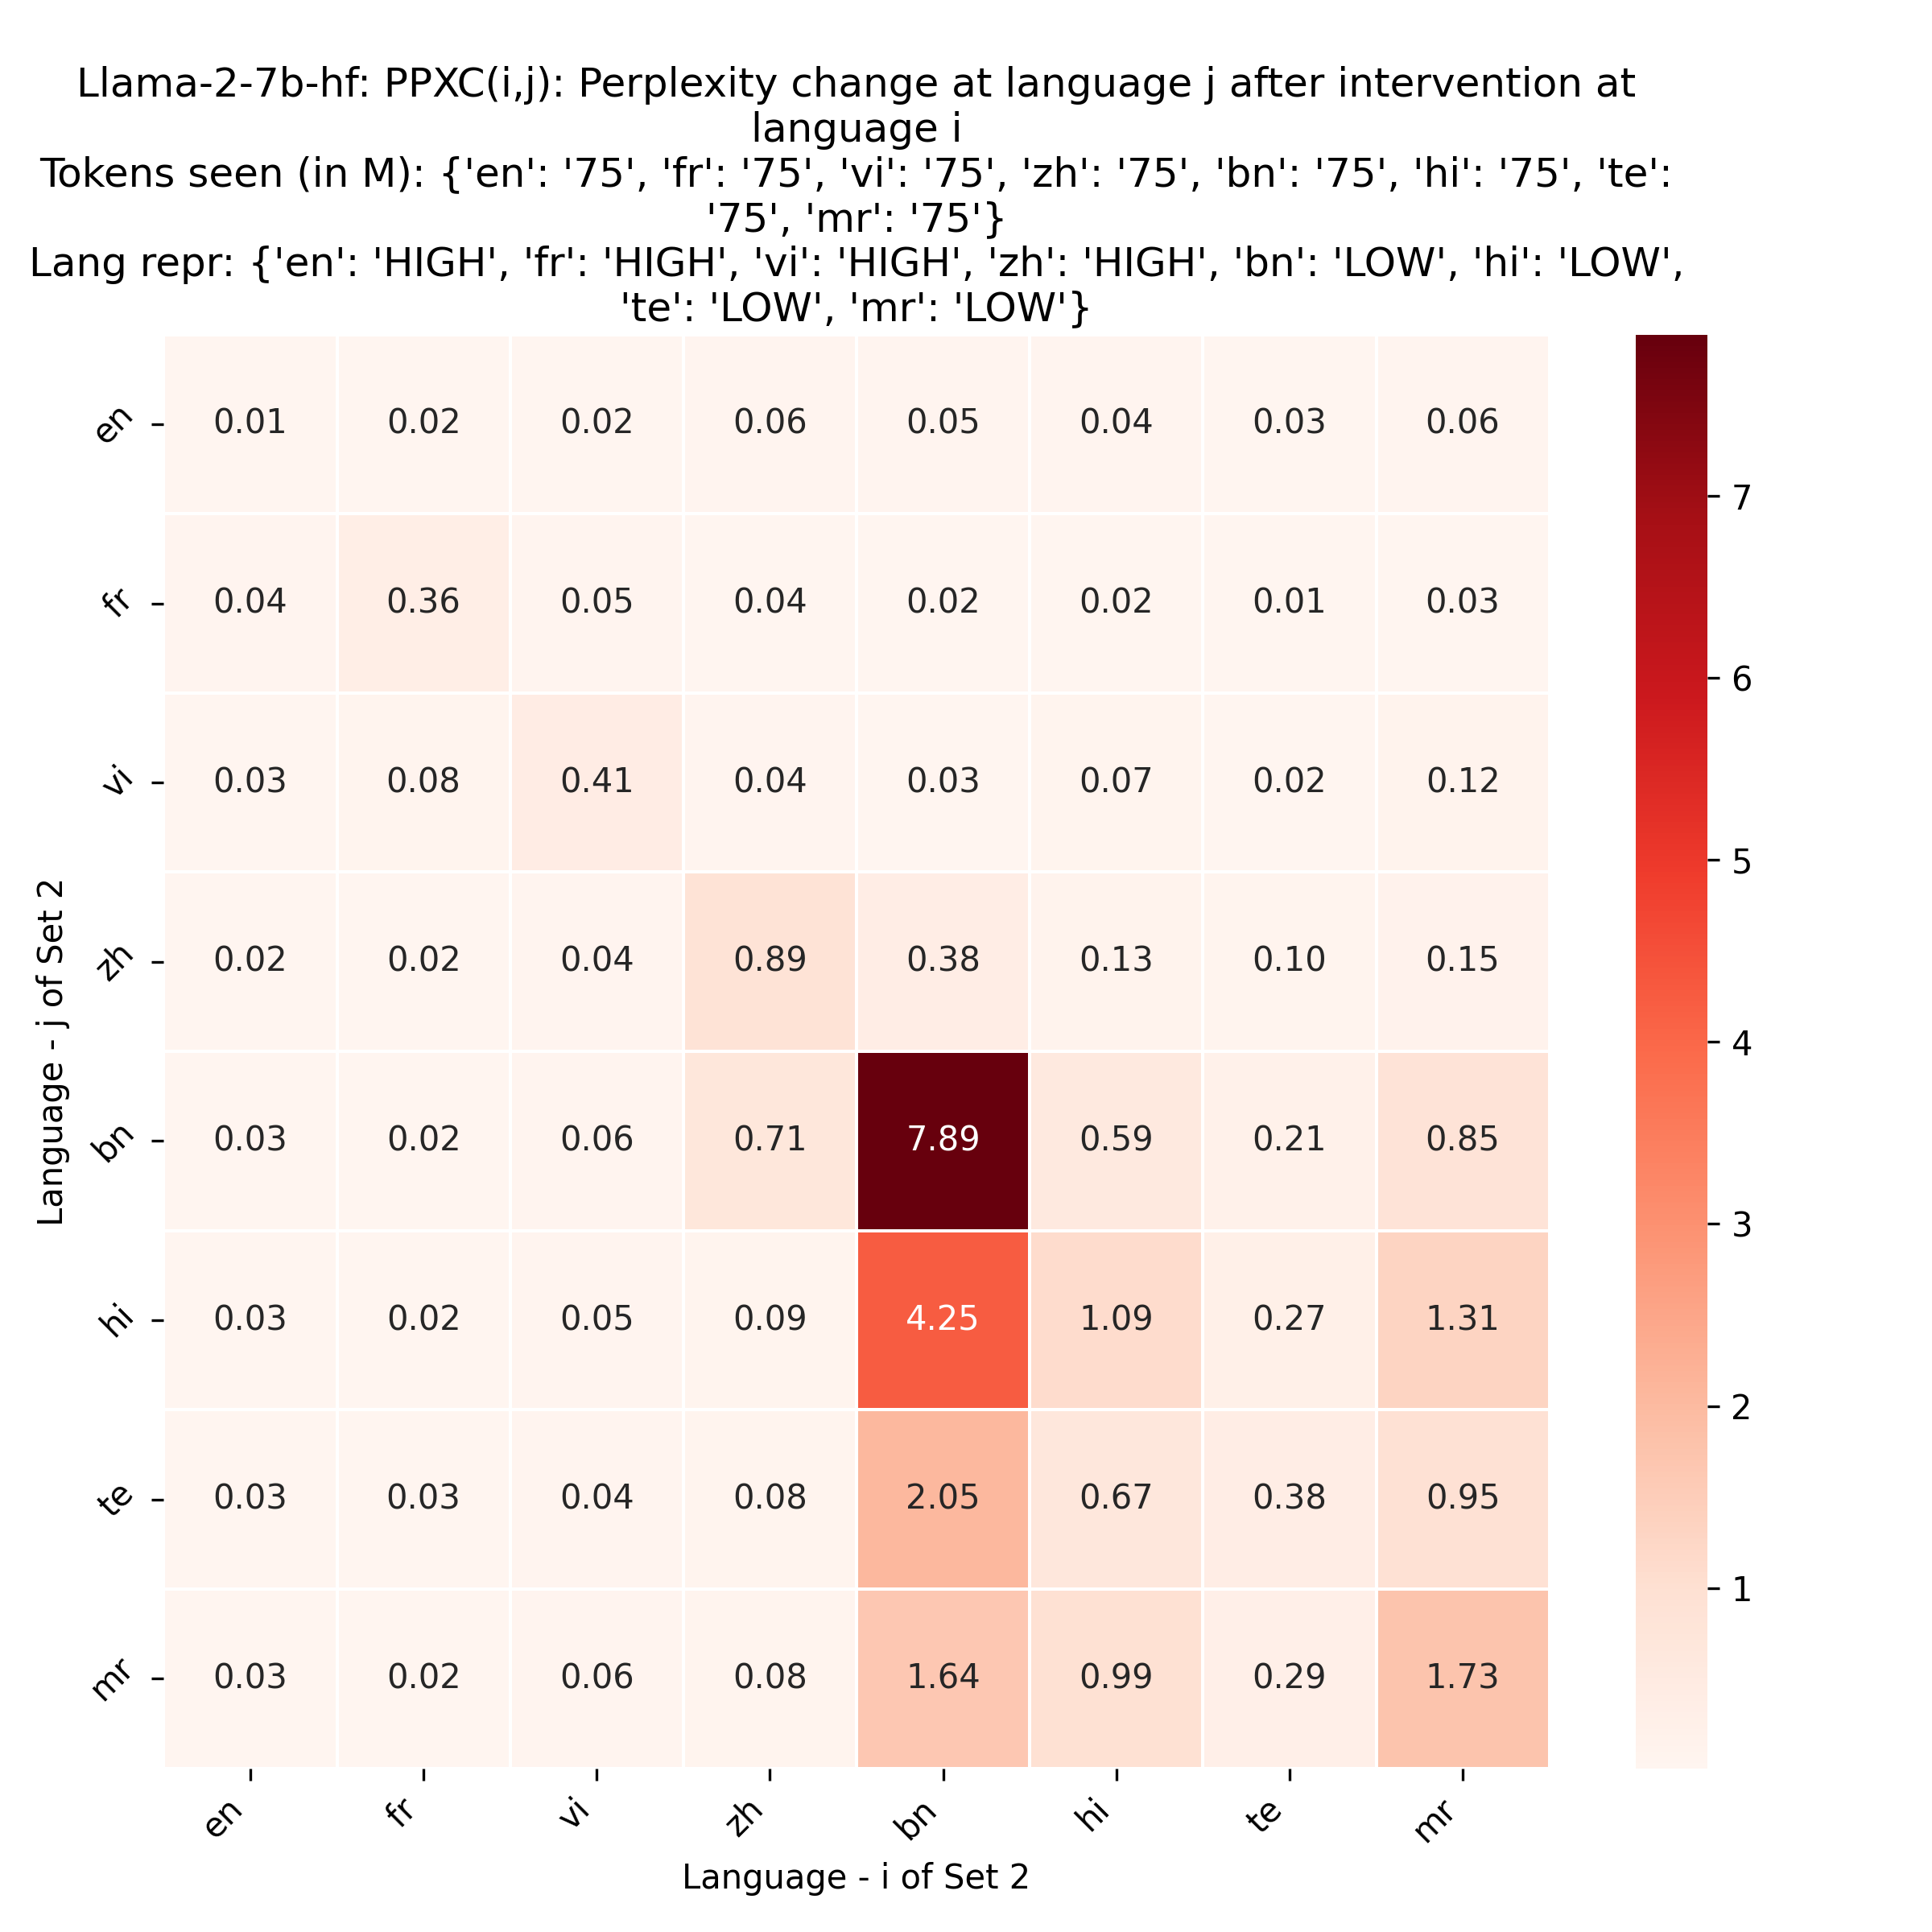 Llama-2-7b-hf: PPXC(i,j): Perplexity change at language j after intervention at
language i
Tokens seen (in M): {'en': '75', 'fr': '75', 'vi': '75', 'zh': '75', 'bn': '75', 'hi': '75', 'te':
'75', 'mr': '75'}
Lang repr: {'en': 'HIGH', 'fr': 'HIGH', 'vi': 'HIGH', 'zh': 'HIGH', 'bn': 'LOW', 'hi': 'LOW',
'te': 'LOW', 'mr': 'LOW'}
Language - j of Set 2
en 0.01 0.02 0.02 0.06 0.05 0.04 0.03 0.06
fr 0.04 0.36 0.05 0.04 0.02 0.02 0.01 0.03
vi 0.03 0.08 0.41 0.04 0.03 0.07 0.02 0.12
zh 0.02 0.02 0.04 0.89 0.38 0.13 0.10 0.15
bn 0.03 0.02 0.06 0.71 7.89 0.59 0.21 0.85
hi 0.03 0.02 0.05 0.09 4.25 1.09 0.27 1.31
te 0.03 0.03 0.04 0.08 2.05 0.67 0.38 0.95
mr 0.03 0.02 0.06 0.08 1.64 0.99 0.29 1.73
en fr vi zh bn hi te mr
Language - i of Set 2
7
6
5
4
3
2
1